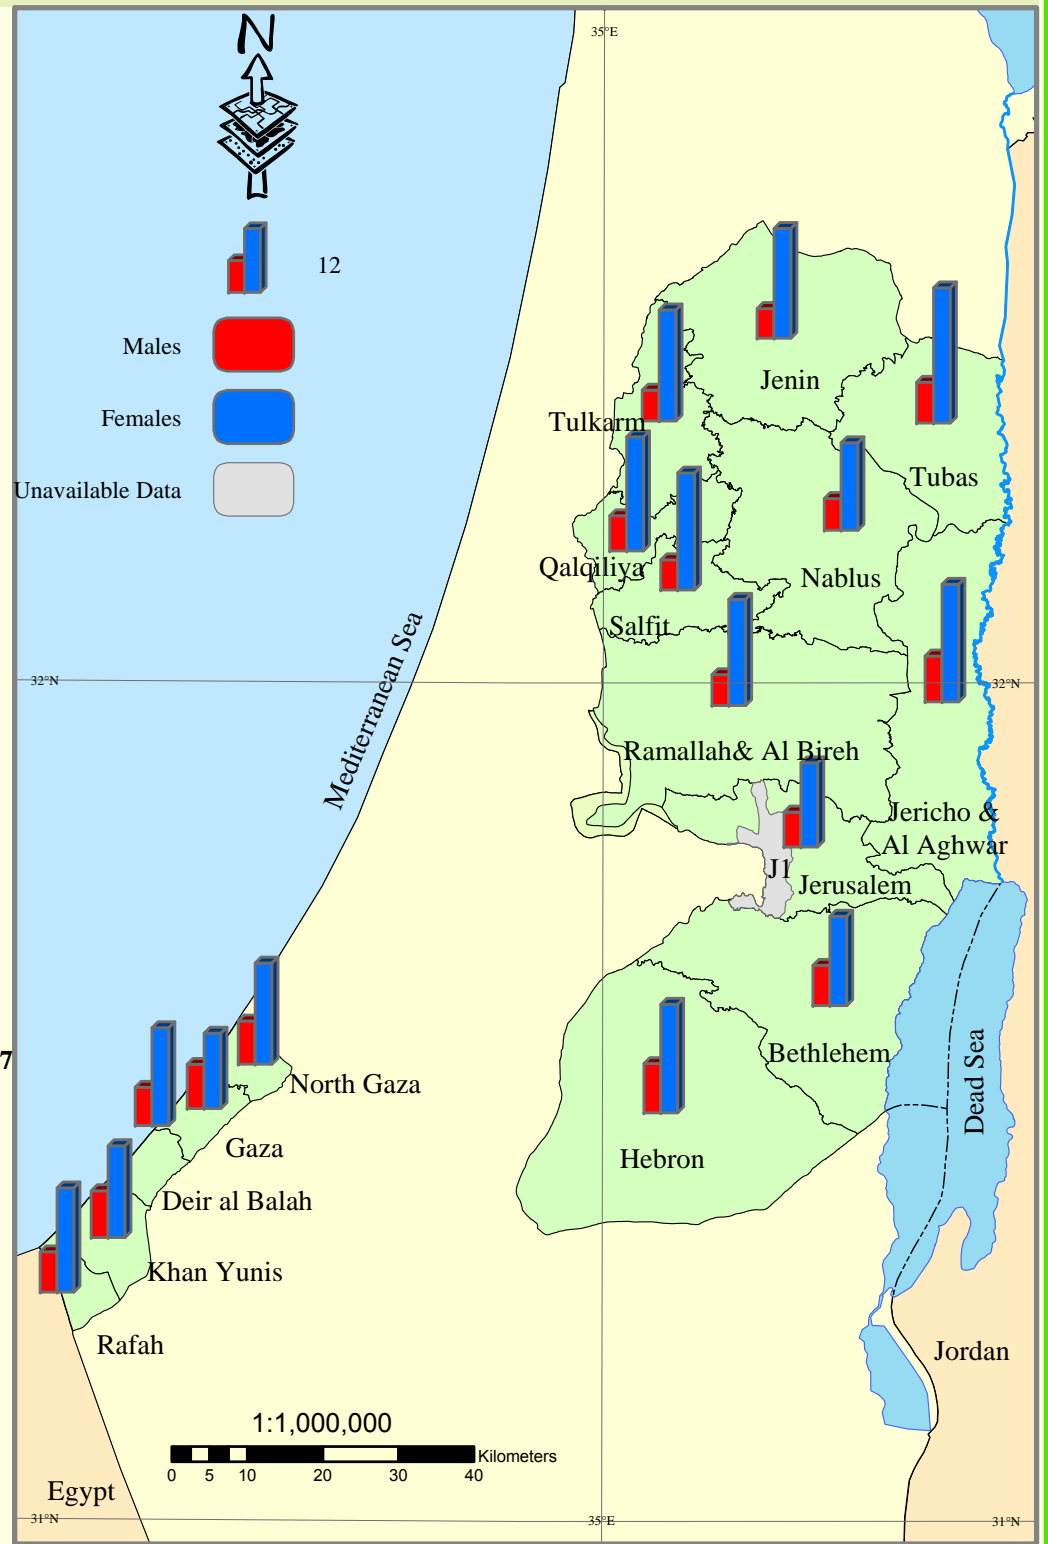 35°E
N
12
Males
Females
Unavailable Data
Jenin
Tulkarm
Tubas
Qalqiliya
Nablus
Salfit
Mediterranean Sea
32°N
32°N
Ramallah& Al Bireh
Jericho &
Al Aghwar
J1
Jerusalem
7
Bethlehem
Dead Sea
North Gaza
Gaza
Hebron
Deir al Balah
Khan Yunis
Rafah
Jordan
1:1,000,000
Kilometers
0 5 10 20 30 40
Egypt
31°N
35°E
31°N